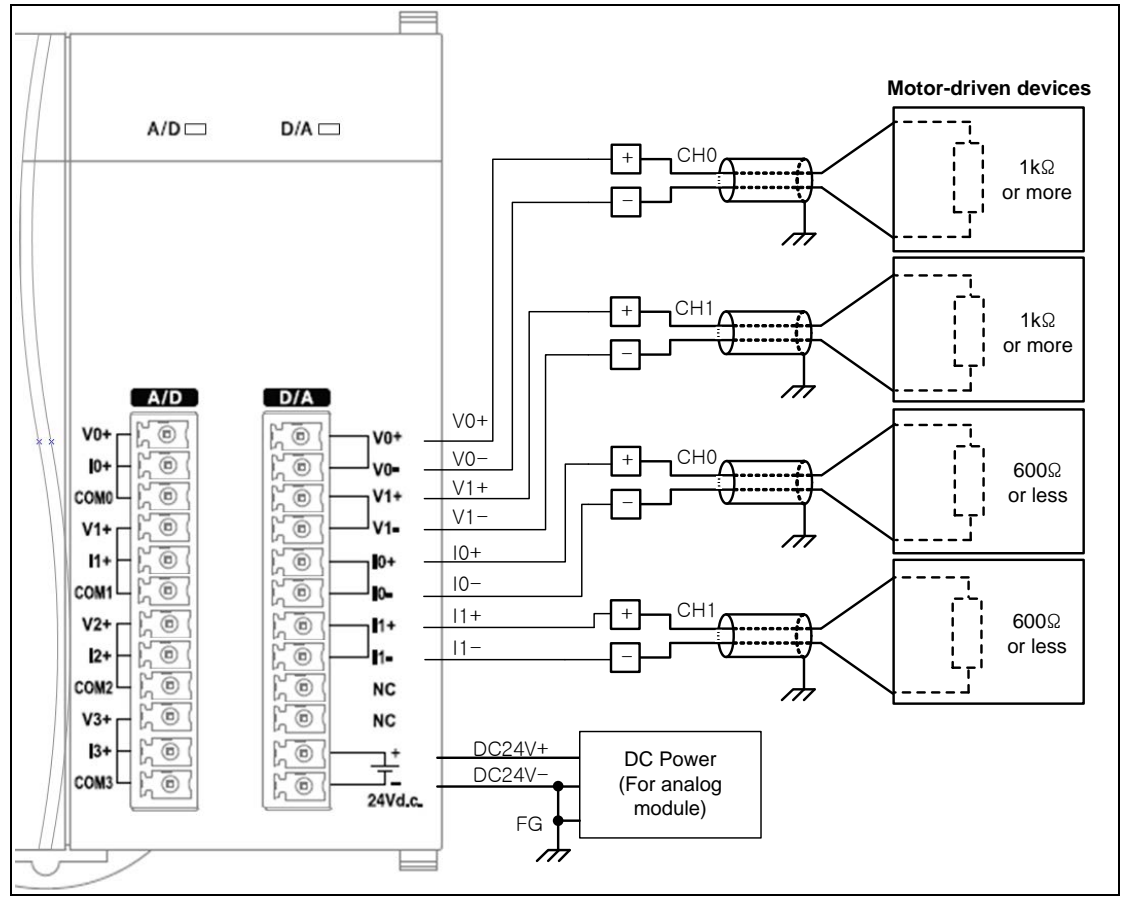 Motor-driven devices
A/D
D/A
+
CH0
−
1kΩ
or more
+
CH1
−
1kΩ
or more
A/D
D/A
V0+
I0+
COM0
V1+
I1+
COM1
V2+
I2+
COM2
V3+
I3+
COM3
V0+
V0-
V1+
V1-
I0+
I0-
I1+
I1-
NC
NC
+
-
24Vd.c.
V0+
V0−
V1+
V1−
I0+
I0−
I1+
I1−
+
CH0
−
600Ω
or less
+
CH1
−
600Ω
or less
DC24V+
DC24V−
FG
DC Power
(For analog
module)